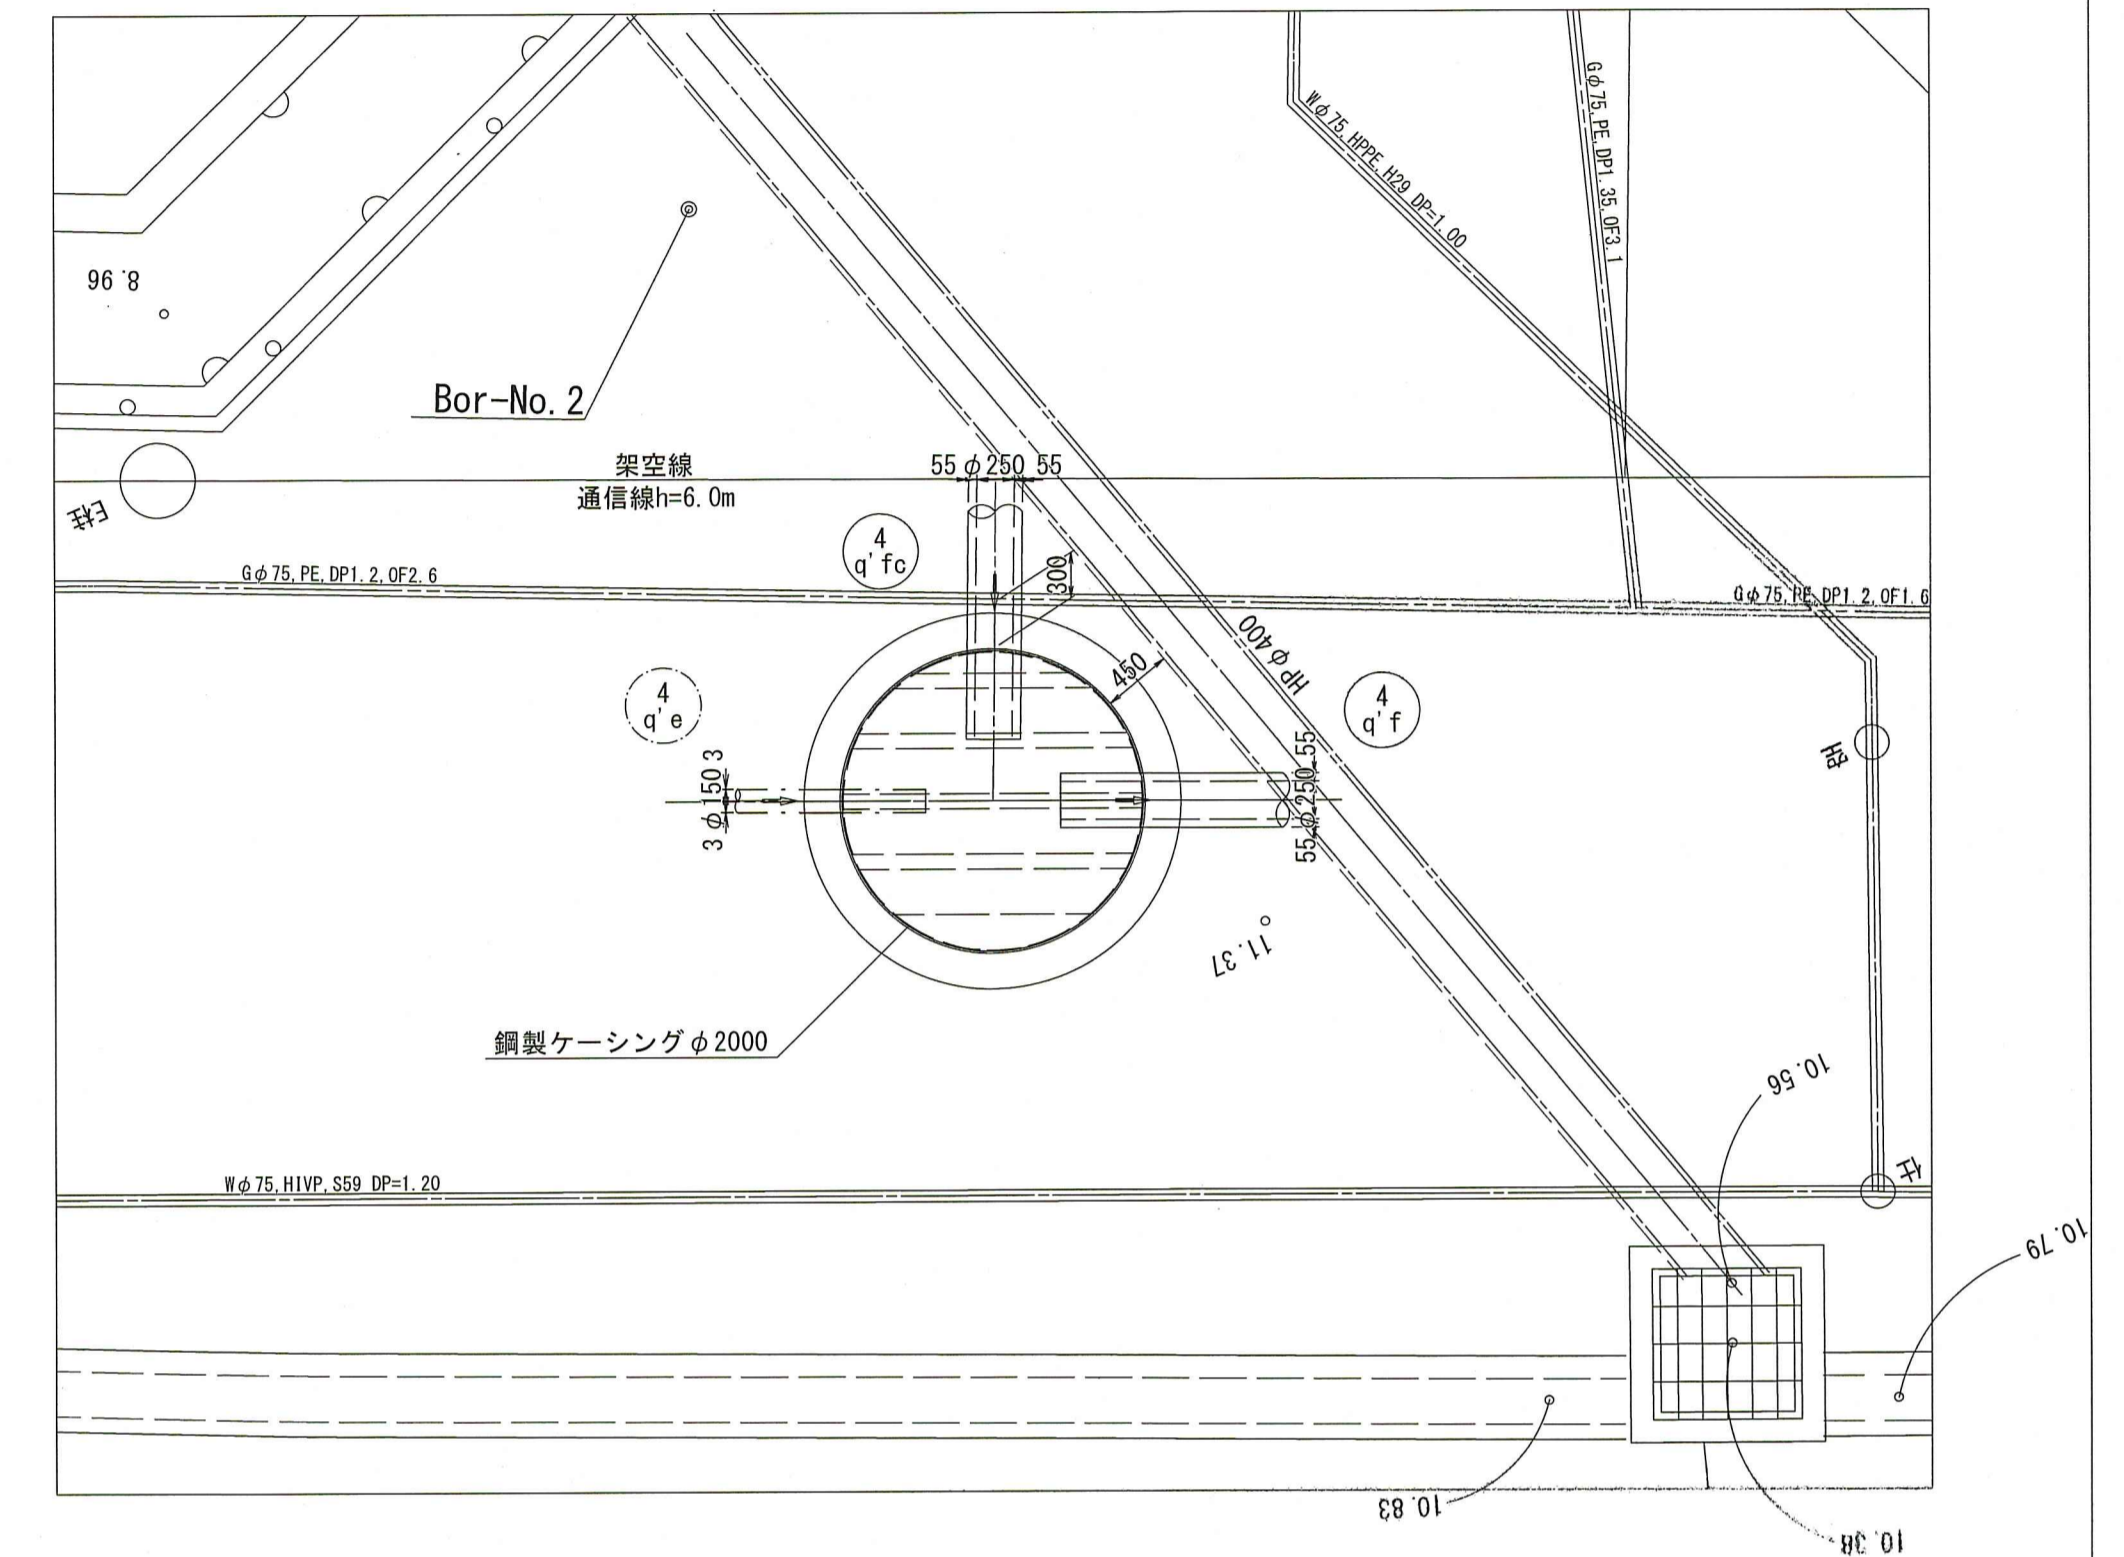 Wφ75,HPPE,H29 DP=1.00
Gφ75,PE,DP1.35,OF3.1
8.96
Bor-No.2
架空線
通信線h=6.0m
55 φ250 55
E柱
4
q'fc
300
Gφ75,PE,DP1.2,OF2.6
Gφ75,PE,DP1.2,OF1.6
HPφ400
450
4
q'e
4
q'f
3 φ150 3
55 φ250 55
11.37
鋼製ケーシングφ2000
10.56
Wφ75,HIVP,S59 DP=1.20
仕
10.79
10.83